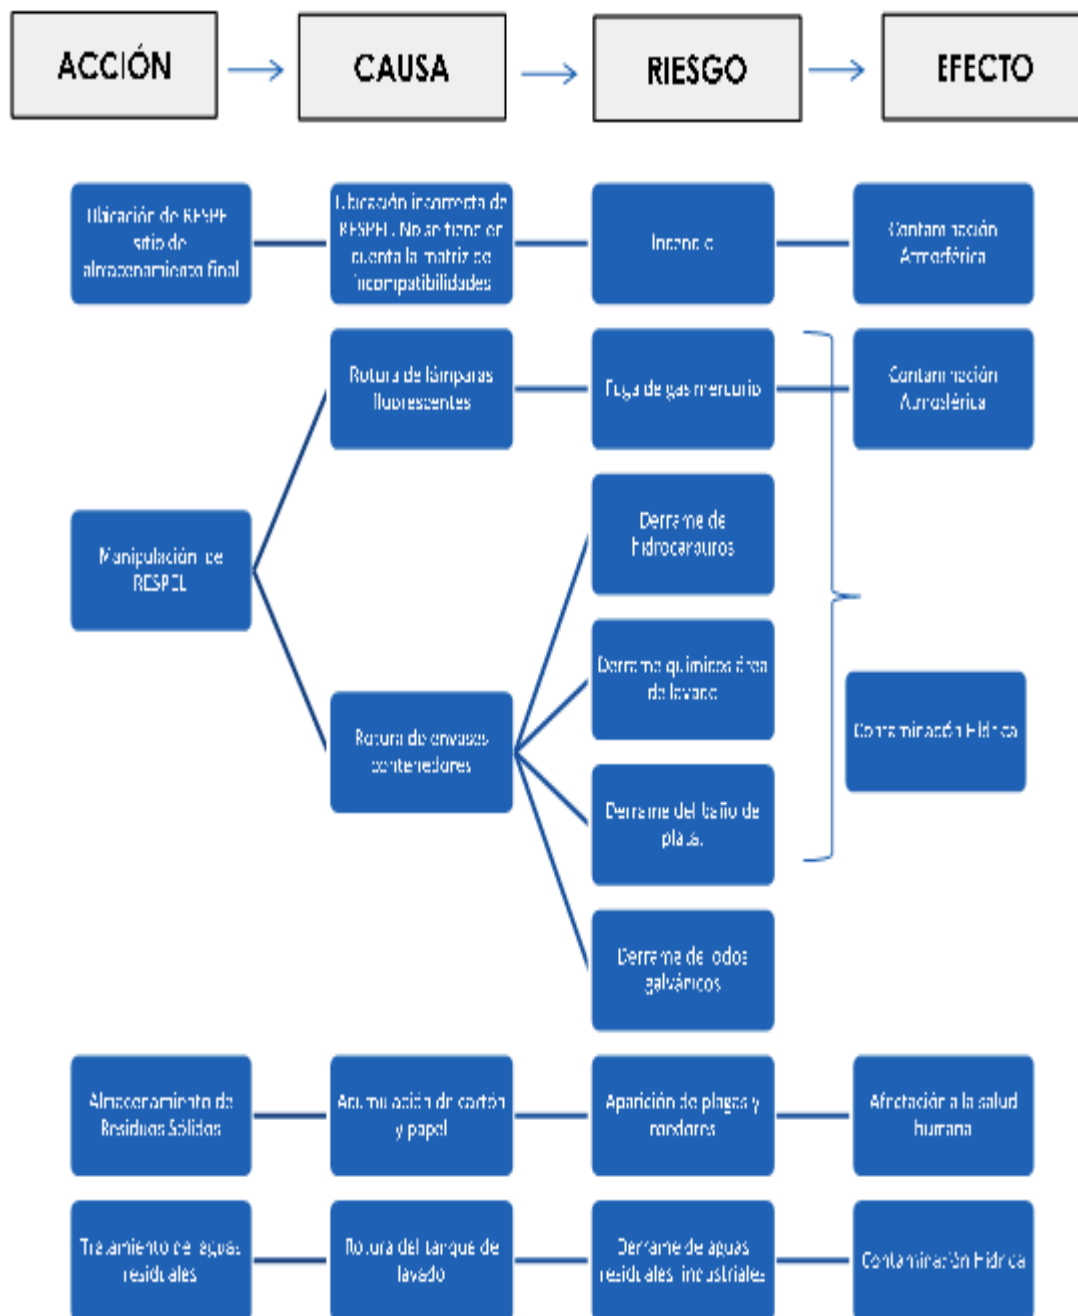 ACCIÓN
CAUSA
RIESGO
EFECTO
Ubicación de RESPEL
sitio de
almacenamiento final
Ubicación incorrecta de
RESPEL. No se tiene en
cuenta la matriz de
incompatibilidades
Incendio
Contaminación
Atmosférica
Rotura de lámparas
fluorescentes
Fuga de gas mercurio
Contaminación
Atmosférica
Manipulación de
RESPEL
Derrame de
hidrocarburos
Derrame químicos área
de lavado
Rotura de envases
contenedores
Contaminación Hídrica
Derrame del baño de
plata.
Derrame de lodos
galvánicos
Almacenamiento de
Residuos Sólidos
Acumulación de cartón
y papel
Aparición de plagas y
roedores
Afectación a la salud
humana
Tratamiento de aguas
residuales
Rotura del tanque de
lavado
Derrame de aguas
residuales industriales
Contaminación Hídrica